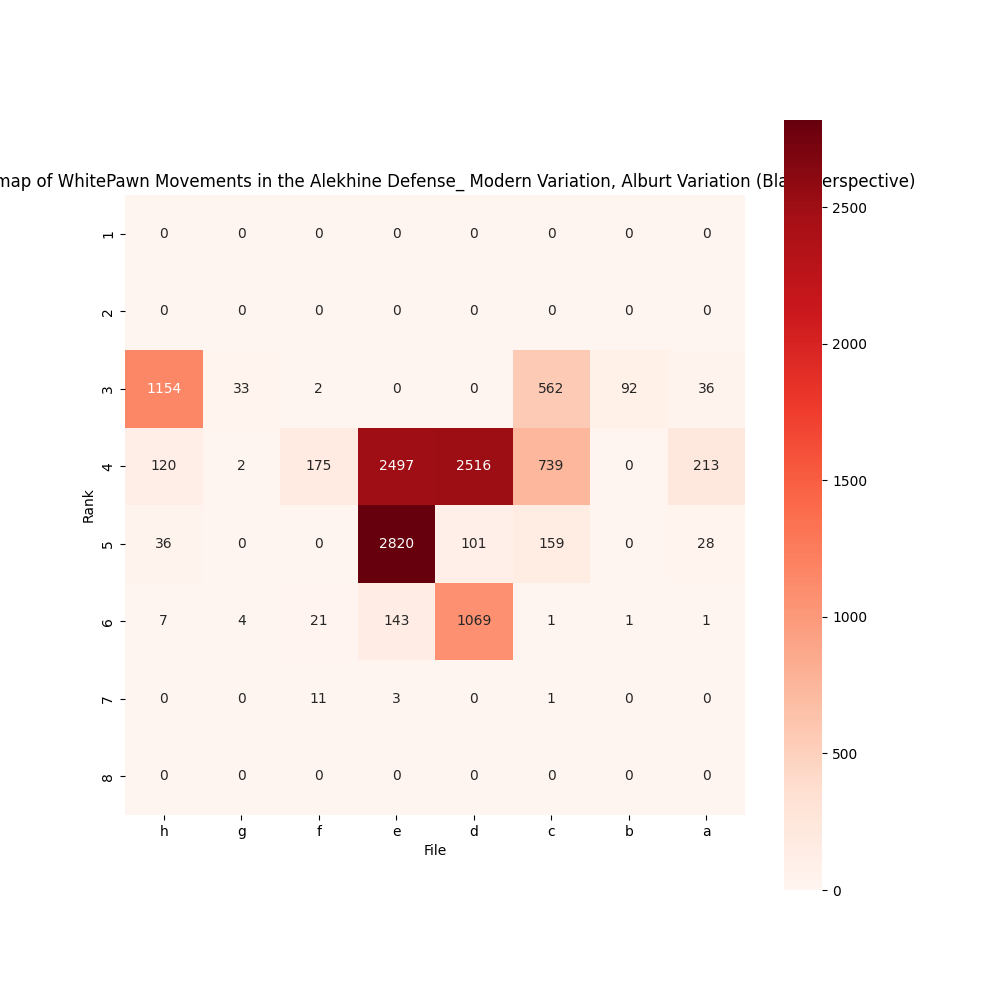 map of WhitePawn Movements in the Alekhine Defense_ Modern Variation, Alburt Variation (Bla erspective)
1 0 0 0 0 0 0 0 0
2 0 0 0 0 0 0 0 0
3 1154 33 2 0 0 562 92 36
4 120 2 175 2497 2516 739 0 213
5 36 0 0 2820 101 159 0 28
6 7 4 21 143 1069 1 1 1
7 0 0 11 3 0 1 0 0
8 0 0 0 0 0 0 0 0
h g f e d c b a
File
Rank
2500
2000
1500
1000
500
0